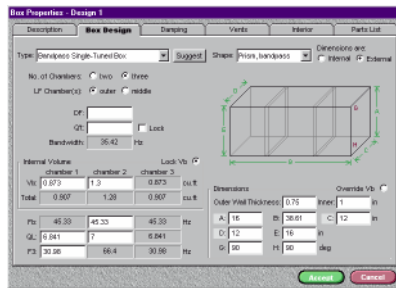 Box Properties - Design 1
Description Box Design Damping Vents Interior Parts List
Type: Bandpass Single-Tuned Box Suggest Shape: Prism, bandpass Dimensions are: Internal External
No. of Chambers: two three
LF Chamber(s): outer middle
DF:
QT: Lock
Bandwidth: 35.42 Hz
Internal Volume: Lock Vb
chamber 1 chamber 2 chamber 3
Vb: 0.873 1.3 0.873 cu.ft
Total: 0.907 1.28 0.907 cu.ft
Fb: 45.33 45.33 45.33 Hz
QL: 6.841 7 6.841
F3: 30.98 66.4 30.98 Hz
Dimensions Override Vb
Outer Wall Thickness: 0.75 Inner: 1 in
A: 16 B: 38.61 C: 12 in
D: 12 E: 16 in
G: 90 H: 90 deg
Accept Cancel